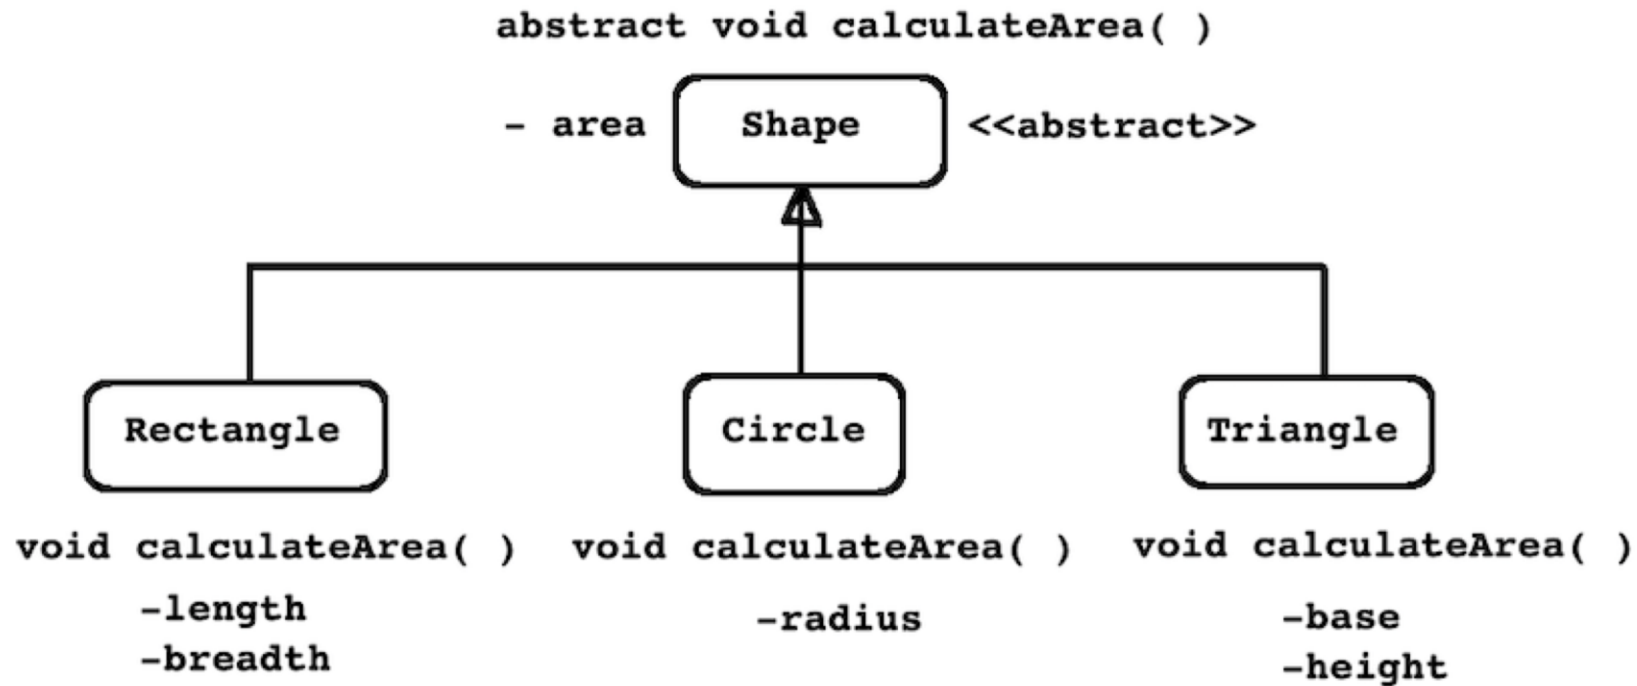 abstract void calculateArea( )
- area Shape <<abstract>>
Rectangle Circle Triangle
void calculateArea( ) void calculateArea( ) void calculateArea( )
-length -radius -base
-breadth -height